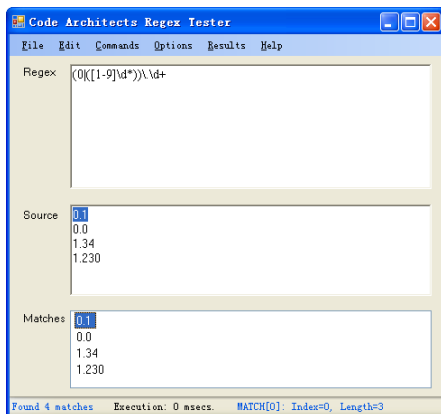 Code Architects Regex Tester
File Edit Commands Options Results Help
Regex (0|([1-9]\d*))\.\d+
Source 0.1
0.0
1.34
1.230
Matches 0.1
0.0
1.34
1.230
Found 4 matches Execution: 0 msecs. MATCH[0]: Index=0, Length=3